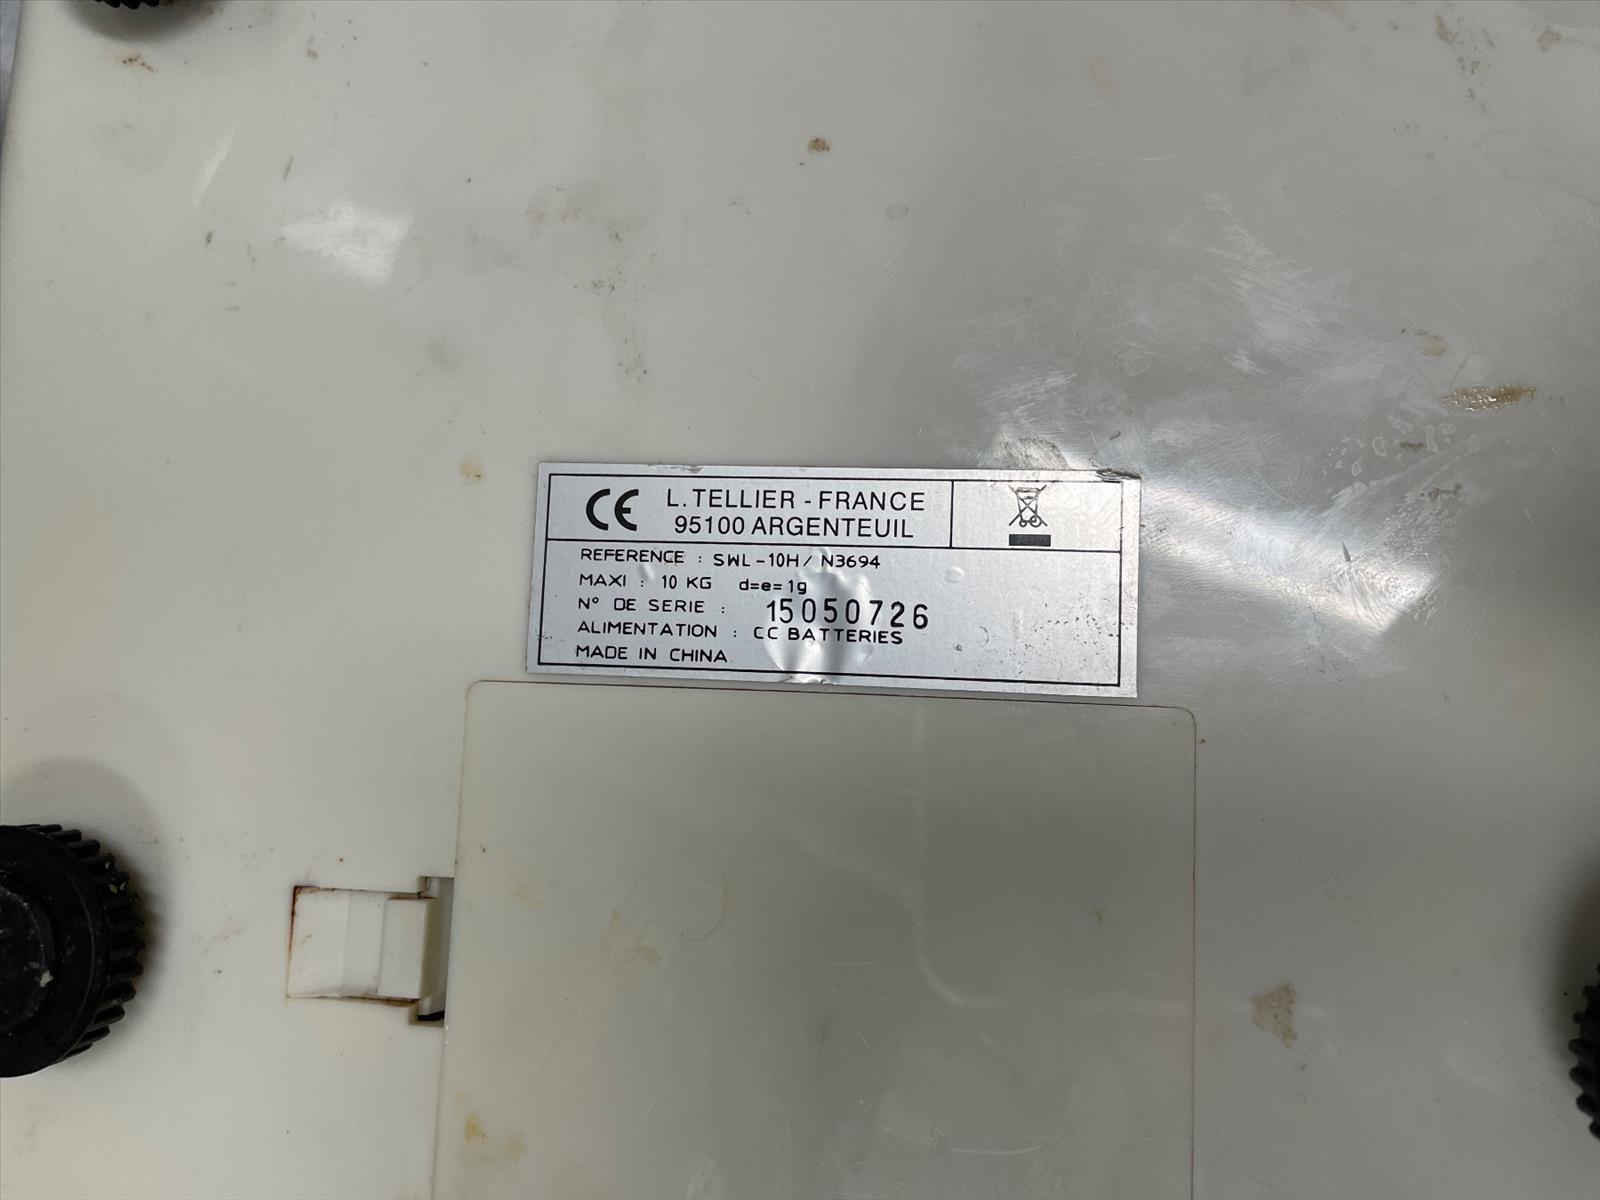 CE L.TELLIER - FRANCE
95100 ARGENTEUIL
REFERENCE : SWL-10H/ N3694
MAXI : 10 KG d=e=1g
N° DE SERIE : 15050726
ALIMENTATION : CC BATTERIES
MADE IN CHINA